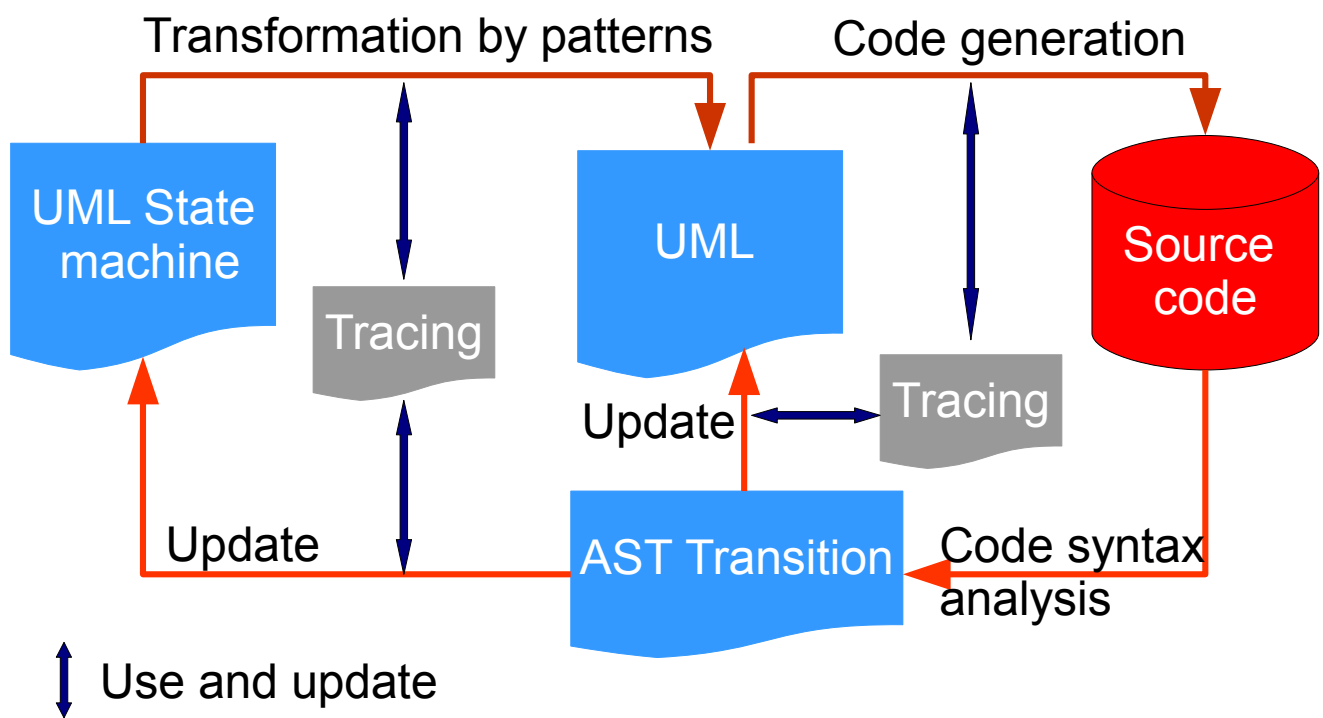 Transformation by patterns
Code generation
UML State
machine
UML
Source
code
Tracing
Tracing
Update
Update
AST Transition
Code syntax
analysis
Use and update